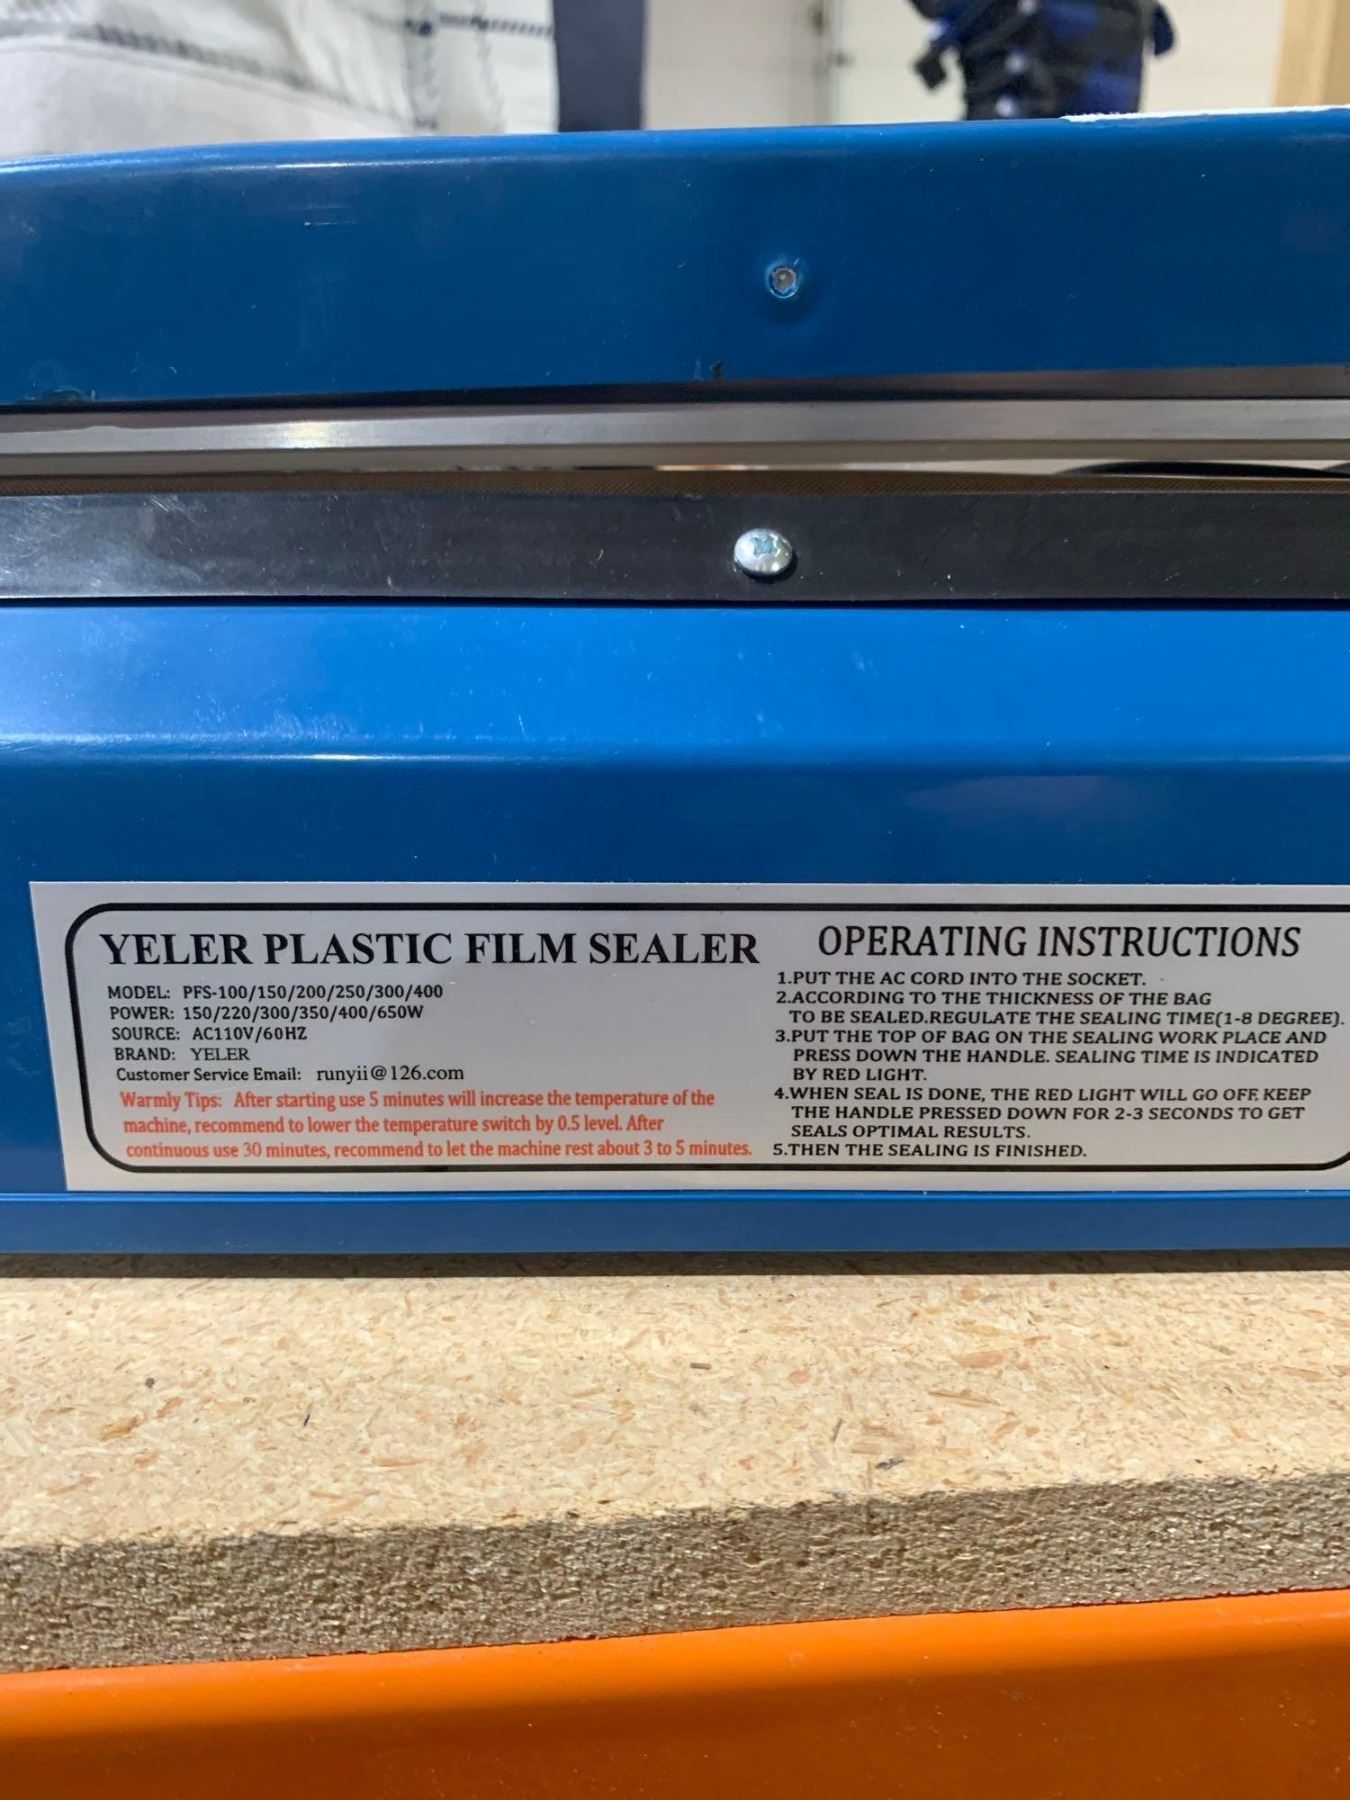 YELER PLASTIC FILM SEALER
MODEL: PFS-100/150/200/250/300/400
POWER: 150/220/300/350/400/650W
SOURCE: AC110V/60HZ
BRAND: YELER
Customer Service Email: runyii@126.com
Warmly Tips: After starting use 5 minutes will increase the temperature of the
machine, recommend to lower the temperature switch by 0.5 level. After
continuous use 30 minutes, recommend to let the machine rest about 3 to 5 minutes.
OPERATING INSTRUCTIONS
1.PUT THE AC CORD INTO THE SOCKET.
2.ACCORDING TO THE THICKNESS OF THE BAG
TO BE SEALED.REGULATE THE SEALING TIME(1-8 DEGREE).
3.PUT THE TOP OF BAG ON THE SEALING WORK PLACE AND
PRESS DOWN THE HANDLE. SEALING TIME IS INDICATED
BY RED LIGHT.
4.WHEN SEAL IS DONE, THE RED LIGHT WILL GO OFF. KEEP
THE HANDLE PRESSED DOWN FOR 2-3 SECONDS TO GET
SEALS OPTIMAL RESULTS.
5.THEN THE SEALING IS FINISHED.